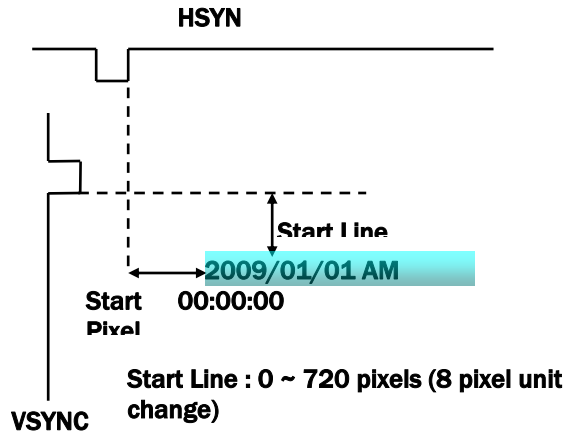 HSYN
Start Line
2009/01/01 AM
Start 00:00:00
Pixel
Start Line : 0 ~ 720 pixels (8 pixel unit
change)
VSYNC